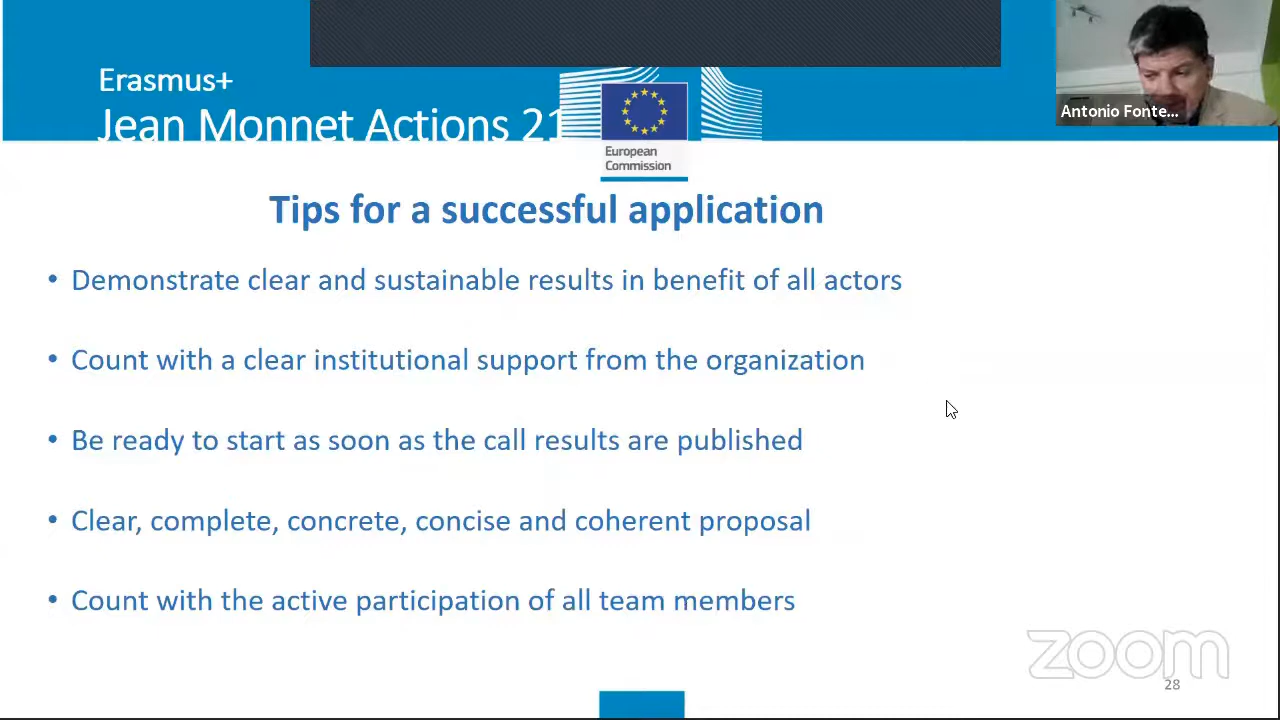 Erasmus+
Jean Monnet Actions 21
European
Commission
Antonio Fonte...
Tips for a successful application
• Demonstrate clear and sustainable results in benefit of all actors
• Count with a clear institutional support from the organization
• Be ready to start as soon as the call results are published
• Clear, complete, concrete, concise and coherent proposal
• Count with the active participation of all team members
zoom
28